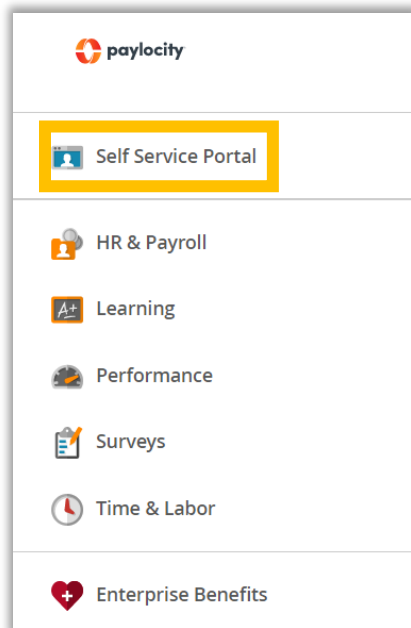 paylocity
Self Service Portal
HR & Payroll
A+
Learning
Performance
Surveys
Time & Labor
Enterprise Benefits